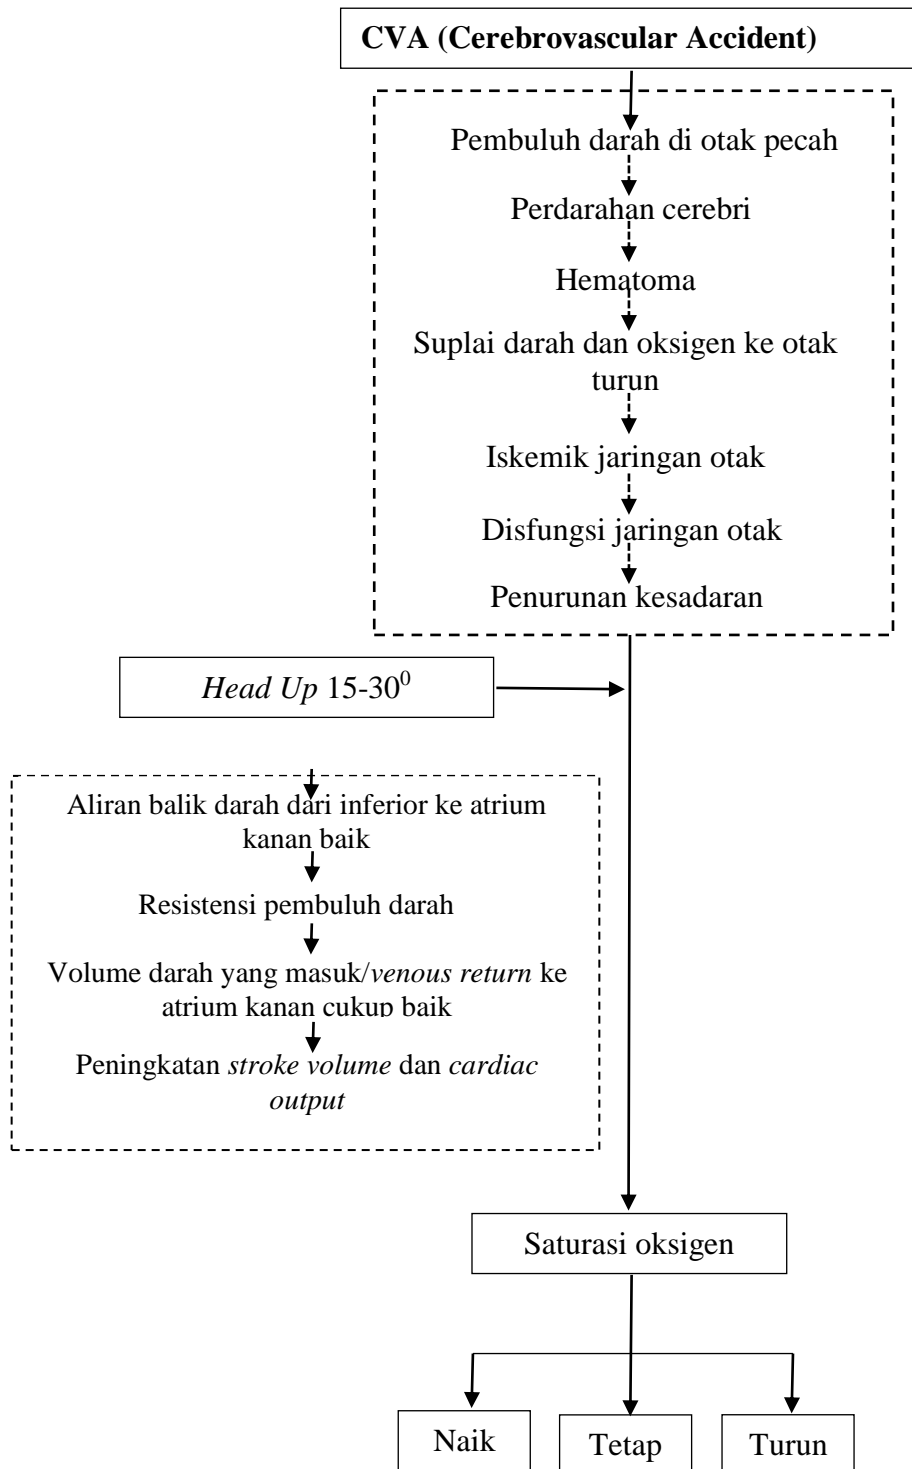 CVA (Cerebrovascular Accident)
Pembuluh darah di otak pecah
Perdarahan cerebri
Hematoma
Suplai darah dan oksigen ke otak
turun
Iskemik jaringan otak
Disfungsi jaringan otak
Penurunan kesadaran
Head Up 15-30⁰
Aliran balik darah dari inferior ke atrium
kanan baik
Resistensi pembuluh darah
Volume darah yang masuk/venous return ke
atrium kanan cukup baik
Peningkatan stroke volume dan cardiac
output
Saturasi oksigen
Naik
Tetap
Turun